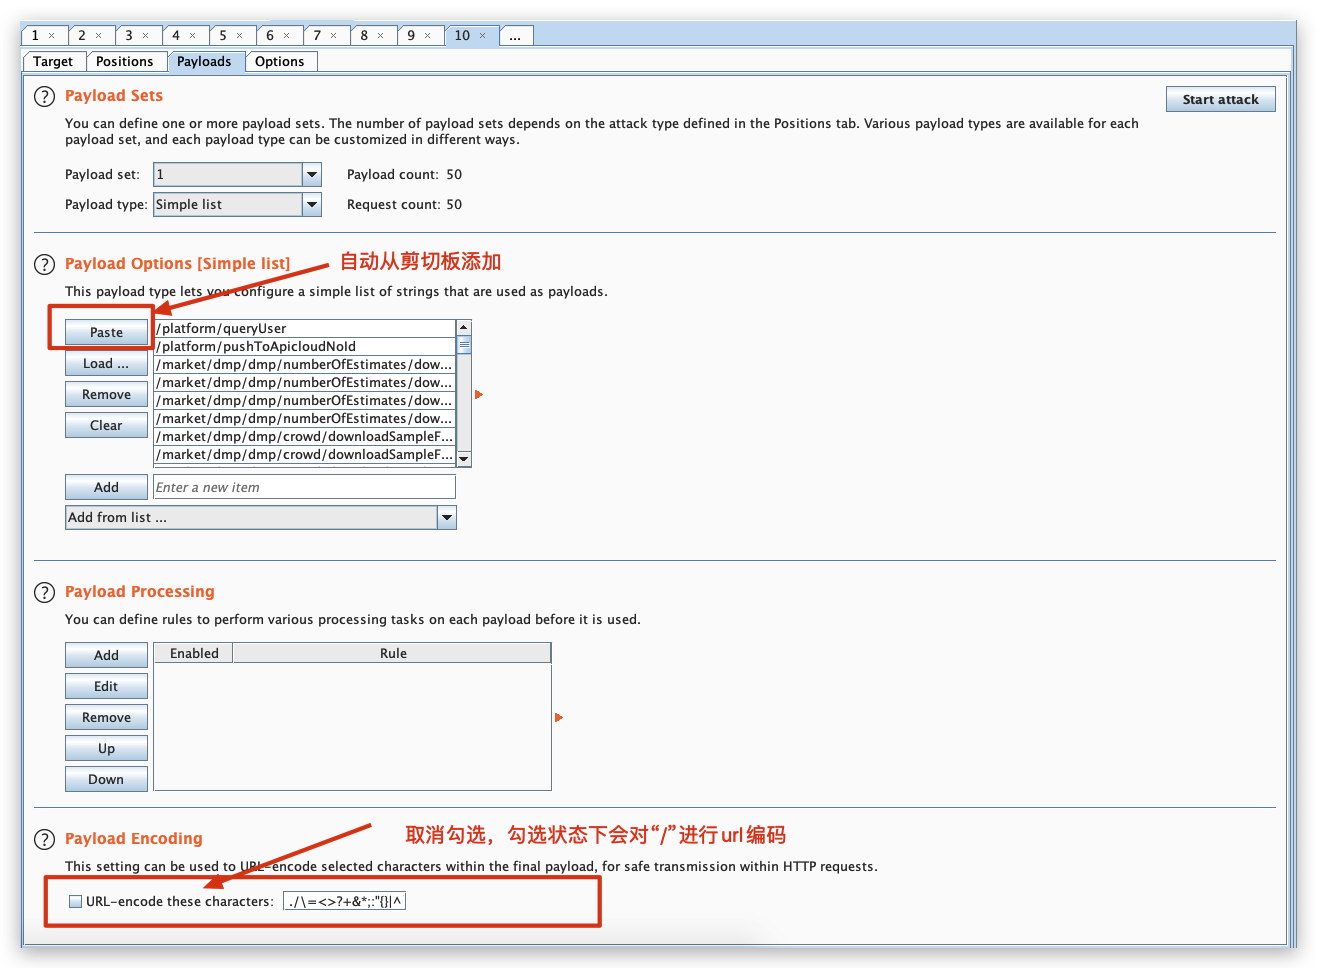 1 × 2 × 3 × 4 × 5 × 6 × 7 × 8 × 9 × 10 × ...
Target Positions Payloads Options
? Payload Sets
Start attack
You can define one or more payload sets. The number of payload sets depends on the attack type defined in the Positions tab. Various payload types are available for each
payload set, and each payload type can be customized in different ways.
Payload set: 1 Payload count: 50
Payload type: Simple list Request count: 50
? Payload Options [Simple list]
自动从剪切板添加
This payload type lets you configure a simple list of strings that are used as payloads.
Paste
Load ...
Remove
Clear
/platform/queryUser
/platform/pushToApicloudNoId
/market/dmp/dmp/numberOfEstimates/dow...
/market/dmp/dmp/numberOfEstimates/dow...
/market/dmp/dmp/numberOfEstimates/dow...
/market/dmp/dmp/numberOfEstimates/dow...
/market/dmp/dmp/crowd/downloadSampleF...
/market/dmp/dmp/crowd/downloadSampleF...
Add Enter a new item
Add from list ...
? Payload Processing
You can define rules to perform various processing tasks on each payload before it is used.
Add
Edit
Remove
Up
Down
Enabled Rule
? Payload Encoding
取消勾选，勾选状态下会对“/”进行url编码
This setting can be used to URL-encode selected characters within the final payload, for safe transmission within HTTP requests.
URL-encode these characters: ./\=<>?+&*;:"{}|^